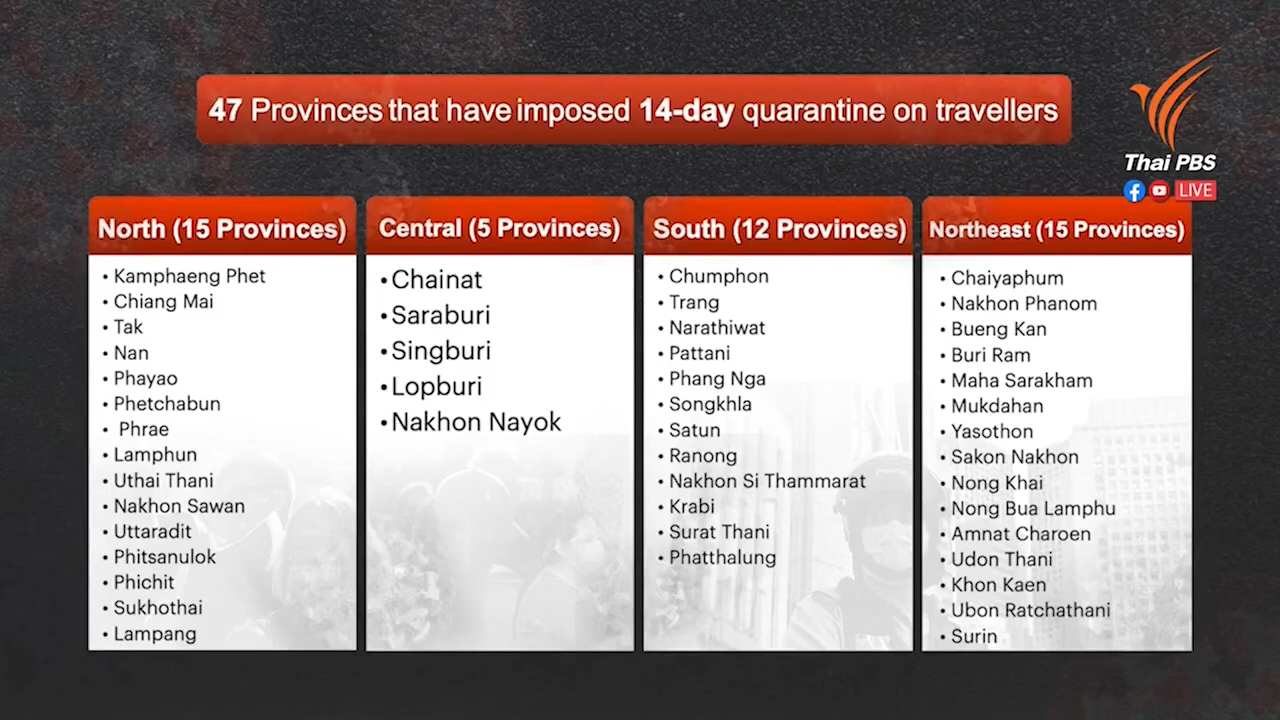 47 Provinces that have imposed 14-day quarantine on travellers
Thai PBS
LIVE
North (15 Provinces)
• Kamphaeng Phet
• Chiang Mai
• Tak
• Nan
• Phayao
• Phetchabun
• Phrae
• Lamphun
• Uthai Thani
• Nakhon Sawan
• Uttaradit
• Phitsanulok
• Phichit
• Sukhothai
• Lampang
Central (5 Provinces)
• Chainat
• Saraburi
• Singburi
• Lopburi
• Nakhon Nayok
South (12 Provinces)
• Chumphon
• Trang
• Narathiwat
• Pattani
• Phang Nga
• Songkhla
• Satun
• Ranong
• Nakhon Si Thammarat
• Krabi
• Surat Thani
• Phatthalung
Northeast (15 Provinces)
• Chaiyaphum
• Nakhon Phanom
• Bueng Kan
• Buri Ram
• Maha Sarakham
• Mukdahan
• Yasothon
• Sakon Nakhon
• Nong Khai
• Nong Bua Lamphu
• Amnat Charoen
• Udon Thani
• Khon Kaen
• Ubon Ratchathani
• Surin